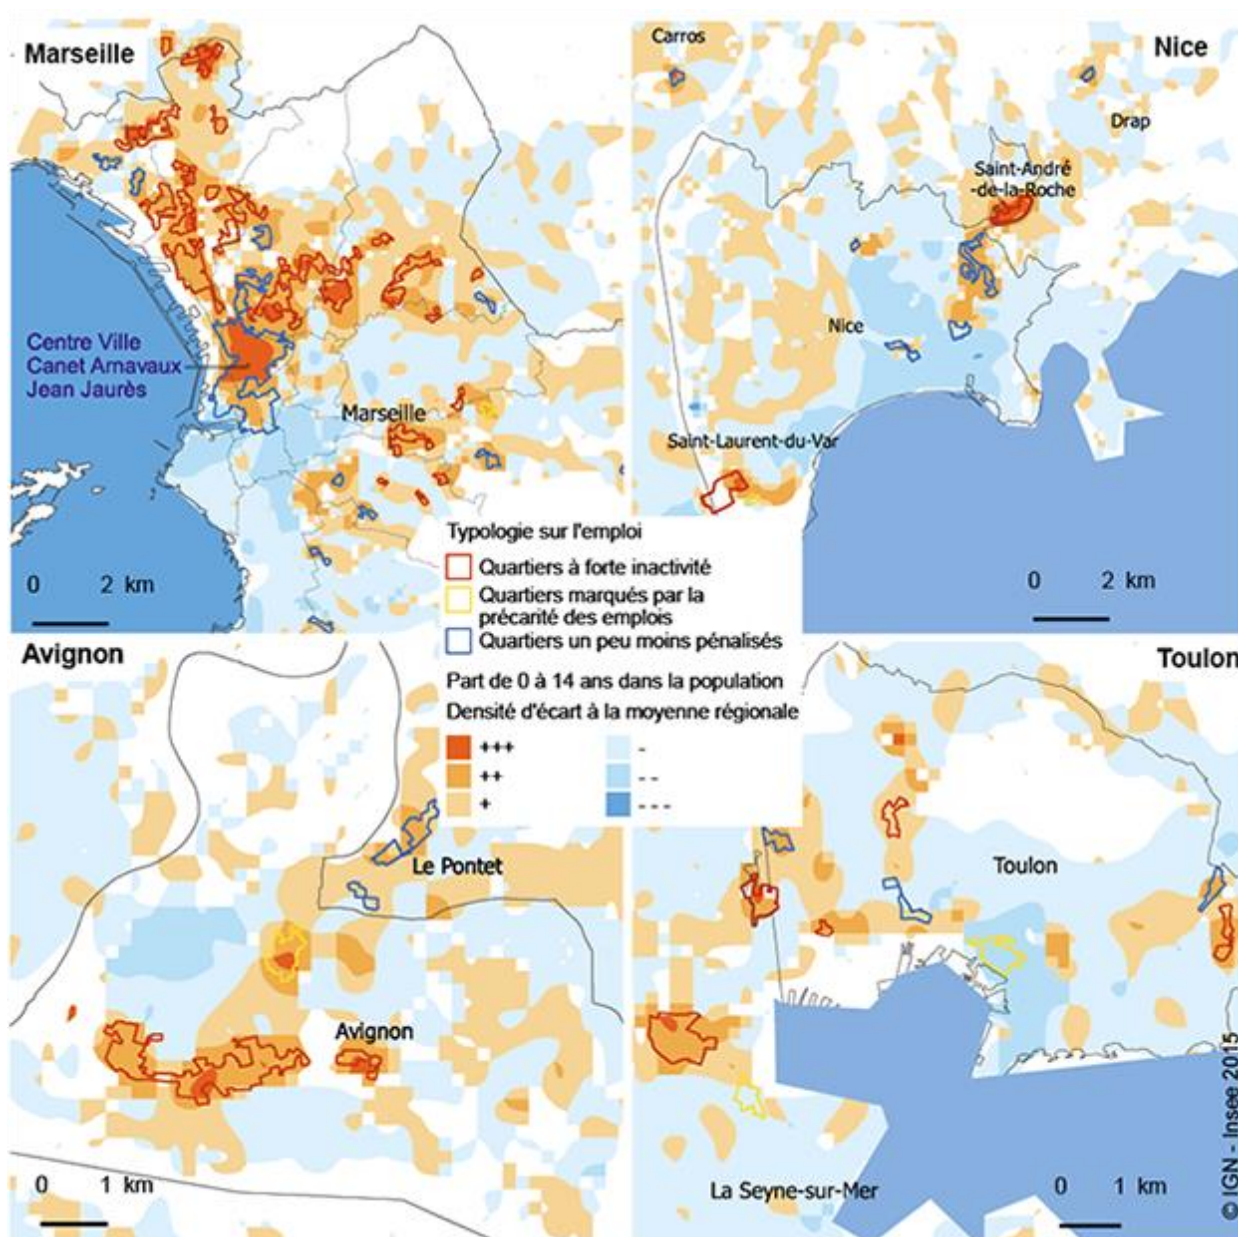 Marseille
Centre Ville
Canet Arnavaux
Jean Jaurès
Marseille
0 2 km
Carros
Nice
Drap
Saint-André
-de-la-Roche
Nice
Saint-Laurent-du-Var
0 2 km
Typologie sur l'emploi
Quartiers à forte inactivité
Quartiers marqués par la
précarité des emplois
Quartiers un peu moins pénalisés
Part de 0 à 14 ans dans la population
Densité d'écart à la moyenne régionale
+++ -
++ - -
+ - - -
Avignon
Le Pontet
Avignon
0 1 km
Toulon
Toulon
La Seyne-sur-Mer
0 1 km
© IGN - Insee 2015